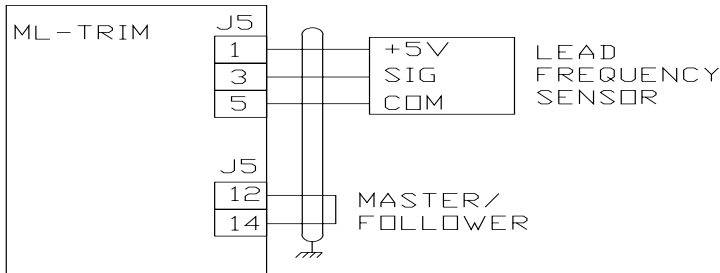 ML-TRIM
J5
1
3
5
+5V
SIG
COM
LEAD
FREQUENCY
SENSOR
J5
12
14
MASTER/
FOLLOWER